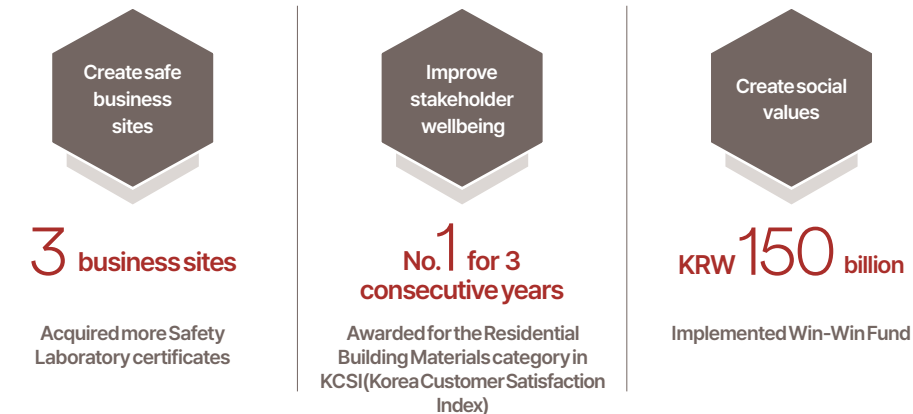 Create safe
business
sites
3 business sites
Acquired more Safety
Laboratory certificates
Improve
stakeholder
wellbeing
No.1 for 3
consecutive years
Awarded for the Residential
Building Materials category in
KCSI(Korea Customer Satisfaction
Index)
Create social
values
KRW 150 billion
Implemented Win-Win Fund